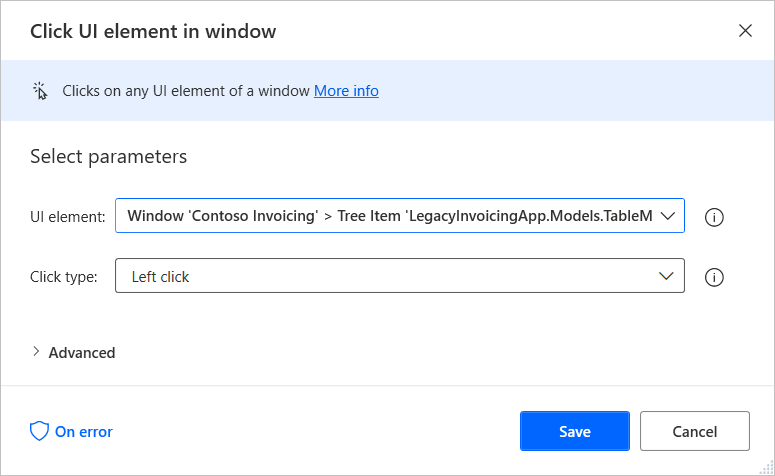 Click UI element in window
Clicks on any UI element of a window More info
Select parameters
UI element: Window 'Contoso Invoicing' > Tree Item 'LegacyInvoicingApp.Models.TableM
Click type: Left click
Advanced
On error Save Cancel